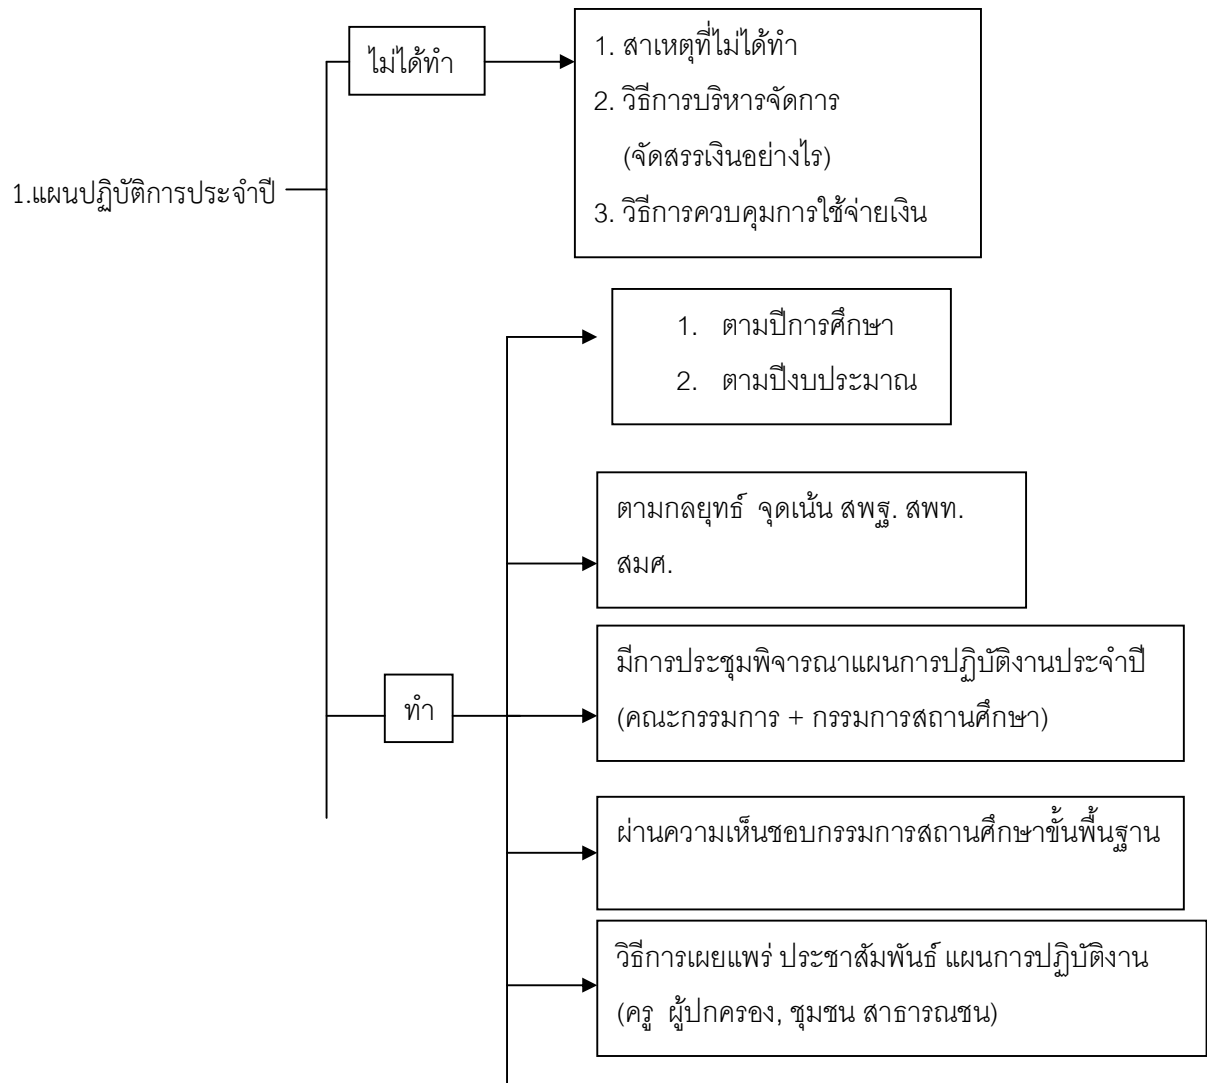 ไม่ได้ทำ
1. สาเหตุที่ไม่ได้ทำ
2. วิธีการบริหารจัดการ
(จัดสรรเงินอย่างไร)
3. วิธีการควบคุมการใช้จ่ายเงิน
1.แผนปฏิบัติการประจำปี
1. ตามปีการศึกษา
2. ตามปีงบประมาณ
ตามกลยุทธ์ จุดเน้น สพฐ. สพท.
สมศ.
ทำ
มีการประชุมพิจารณาแผนการปฏิบัติงานประจำปี
(คณะกรรมการ + กรรมการสถานศึกษา)
ผ่านความเห็นชอบกรรมการสถานศึกษาขั้นพื้นฐาน
วิธีการเผยแพร่ ประชาสัมพันธ์ แผนการปฏิบัติงาน
(ครู ผู้ปกครอง, ชุมชน สาธารณชน)